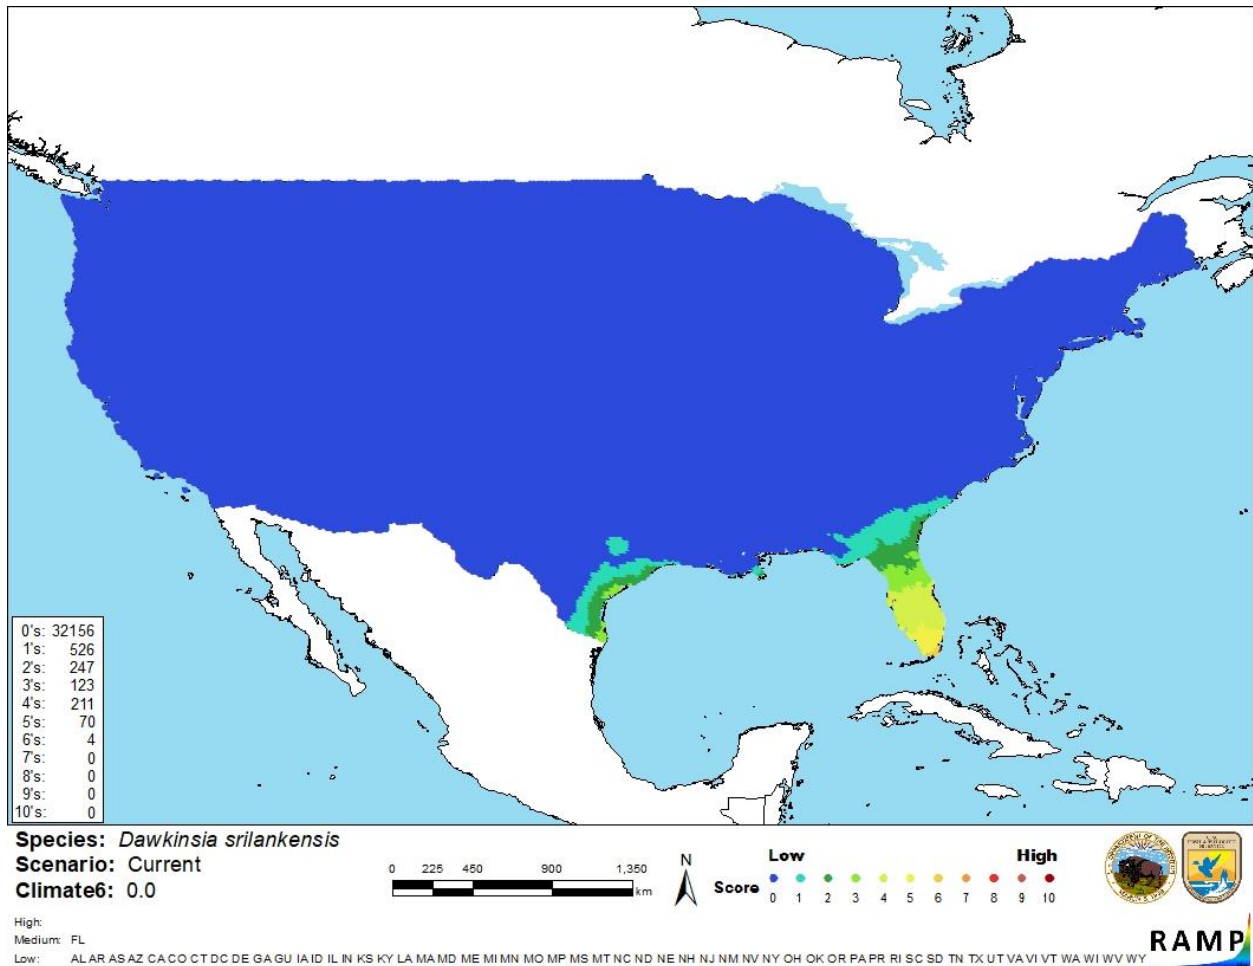 0's: 32156
1's: 526
2's: 247
3's: 123
4's: 211
5's: 70
6's: 4
7's: 0
8's: 0
9's: 0
10's: 0
Species: Dawkinsia srilankensis
Scenario: Current
Climate6: 0.0
0 225 450 900 1,350
km
N
Low High
Score
0 1 2 3 4 5 6 7 8 9 10
High:
Medium: FL
Low: AL AR AS AZ CA CO CT DC DE GA GU IA ID IL IN KS KY LA MA MD ME MI MN MO MP MS MT NC ND NE NH NJ NM NV NY OH OK OR PA PR RI SC SD TN TX UT VA VI VT WA WI WV WY
RAMP